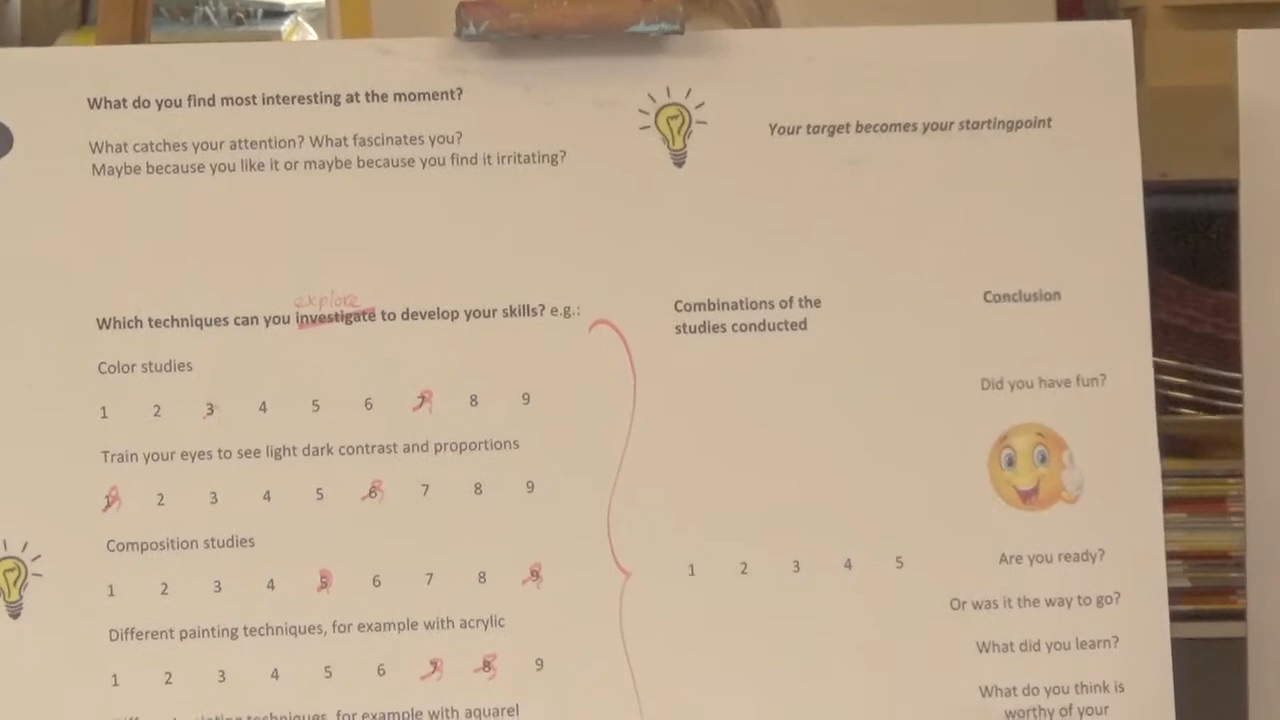 What do you find most interesting at the moment?
What catches your attention? What fascinates you?
Maybe because you like it or maybe because you find it irritating?
Your target becomes your startingpoint
explore
Which techniques can you investigate to develop your skills? e.g.:
Color studies
1 2 3 4 5 6 7 8 9
Train your eyes to see light dark contrast and proportions
1 2 3 4 5 6 7 8 9
Composition studies
1 2 3 4 5 6 7 8 9
Different painting techniques, for example with acrylic
1 2 3 4 5 6 7 8 9
techniques, for example with aquarel
Combinations of the
studies conducted
1 2 3 4 5
Conclusion
Did you have fun?
Are you ready?
Or was it the way to go?
What did you learn?
What do you think is
worthy of your